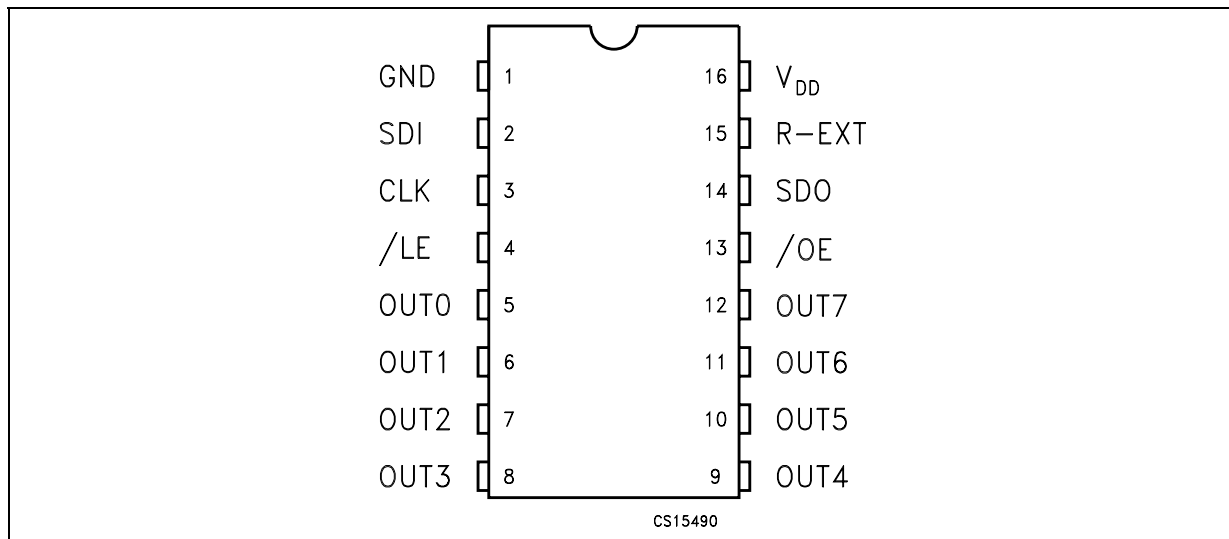 GND 1 16 VDD
SDI 2 15 R-EXT
CLK 3 14 SDO
/LE 4 13 /OE
OUT0 5 12 OUT7
OUT1 6 11 OUT6
OUT2 7 10 OUT5
OUT3 8 9 OUT4
CS15490